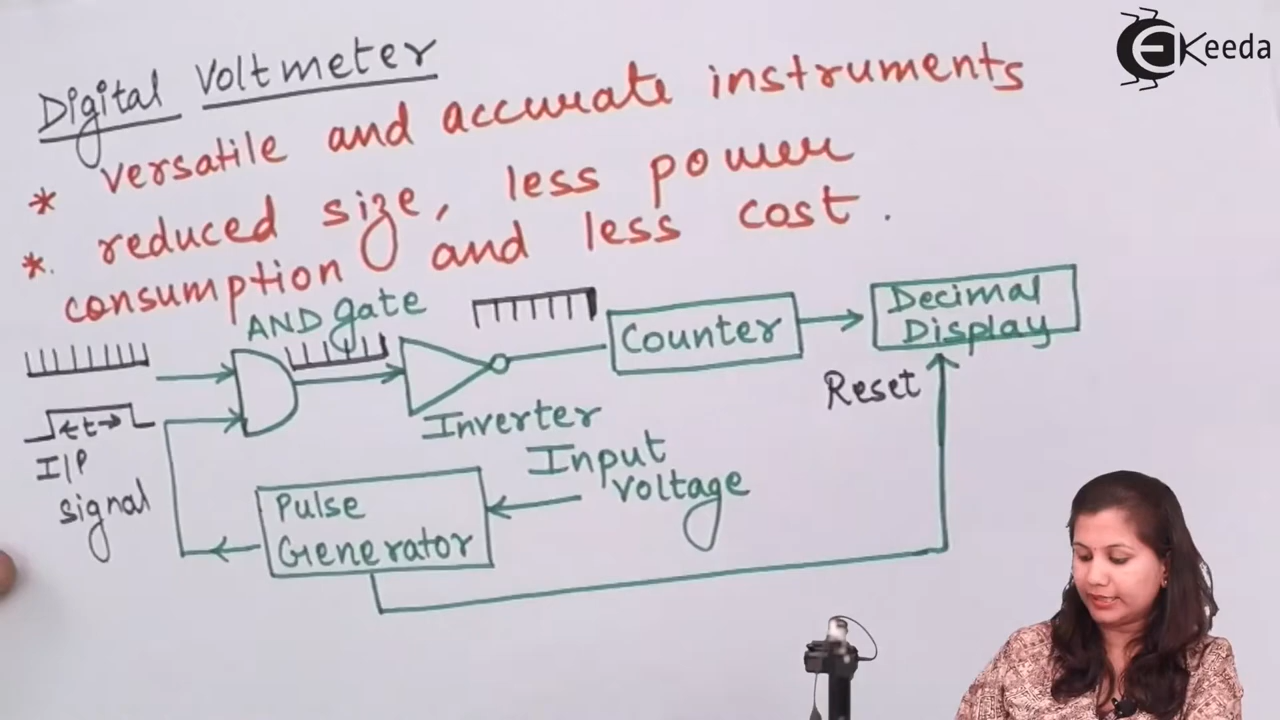 Keeda
Digital Voltmeter
* versatile and accurate instruments
* reduced size, less power
consumption and less cost.
AND gate
Counter
Decimal
Display
Reset
Inverter
t
I/P
signal
Input
Voltage
Pulse
Generator